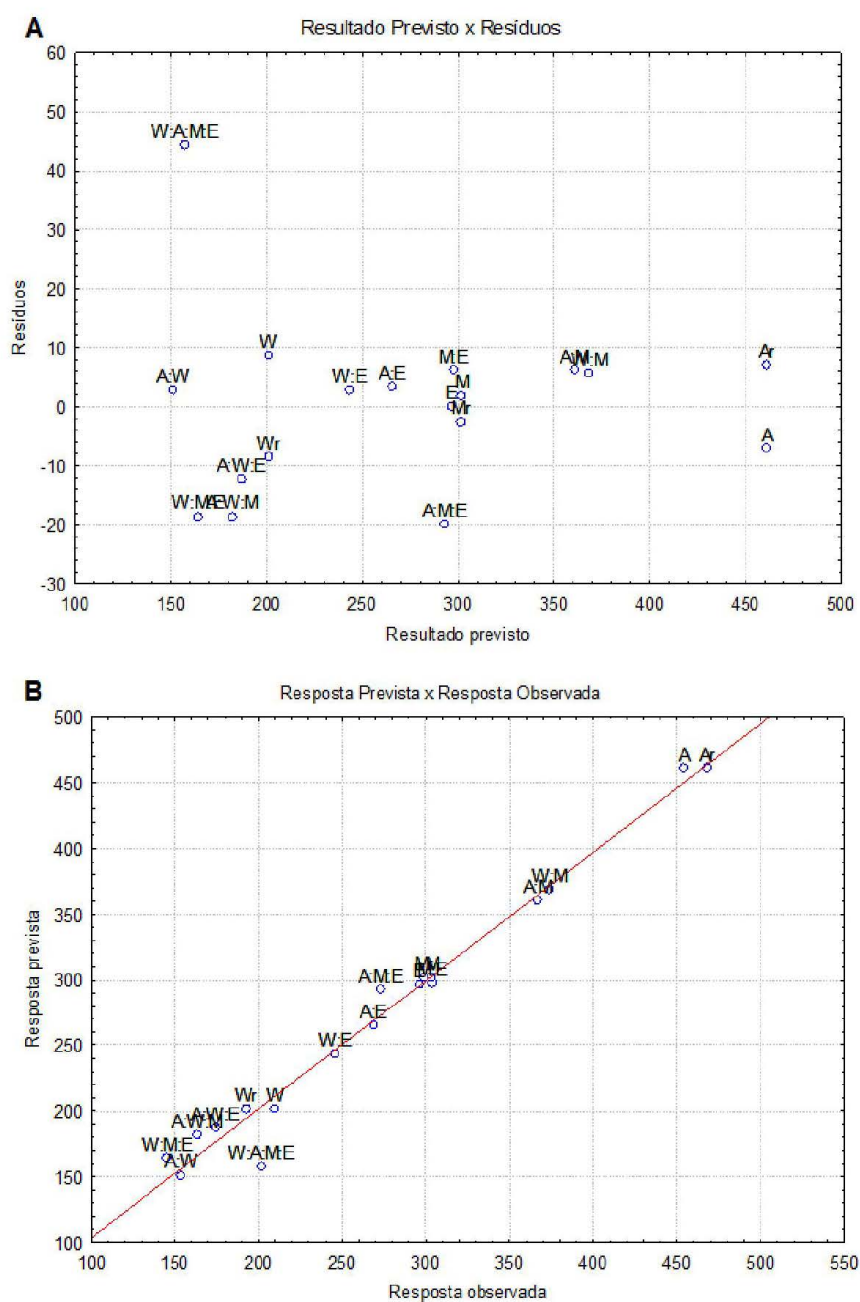 A
Resultado Previsto x Resíduos
60
50
40
30
20
10
0
-10
-20
-30
Resíduos
W:A:M:E
W
A:W
W:E
A:E
M:E
M
E
Mr
A:M
W:M
Ar
A
Wr
A:W:E
W:M:E
A:W:M
A:M:E
100 150 200 250 300 350 400 450 500
Resultado previsto
B
Resposta Prevista x Resposta Observada
500
450
400
350
300
250
200
150
100
Resposta prevista
A Ar
W:M
A:M
A:M:E
A:E
W:E
Wr W
A:W:E
A:W:M
W:M:E
A:W
W:A:M:E
100 150 200 250 300 350 400 450 500 550
Resposta observada